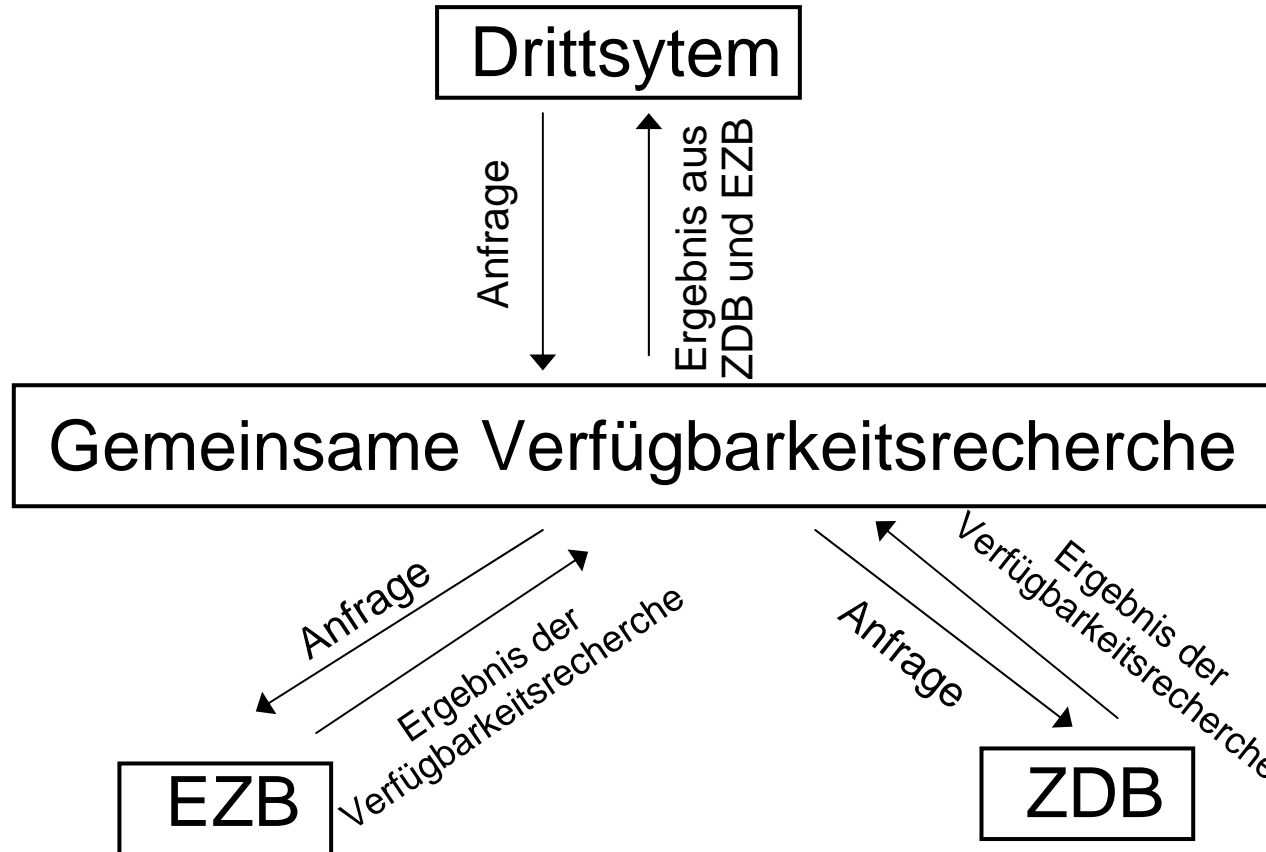 Drittsytem
Anfrage
Ergebnis aus
ZDB und EZB
Gemeinsame Verfügbarkeitsrecherche
Anfrage
Ergebnis der
Verfügbarkeitsrecherche
Anfrage
Ergebnis der
Verfügbarkeitsrecherche
EZB
ZDB